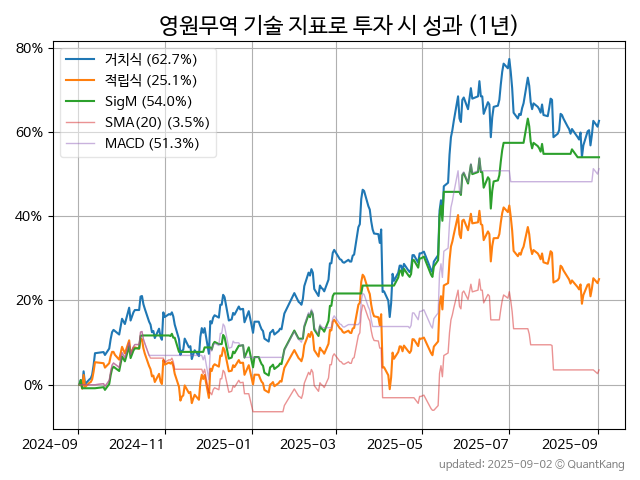 영원무역 기술 지표로 투자 시 성과 (1년)
80%
60%
40%
20%
0%
거치식 (62.7%)
적립식 (25.1%)
SigM (54.0%)
SMA(20) (3.5%)
MACD (51.3%)
2024-09 2024-11 2025-01 2025-03 2025-05 2025-07 2025-09
updated: 2025-09-02 © QuantKang